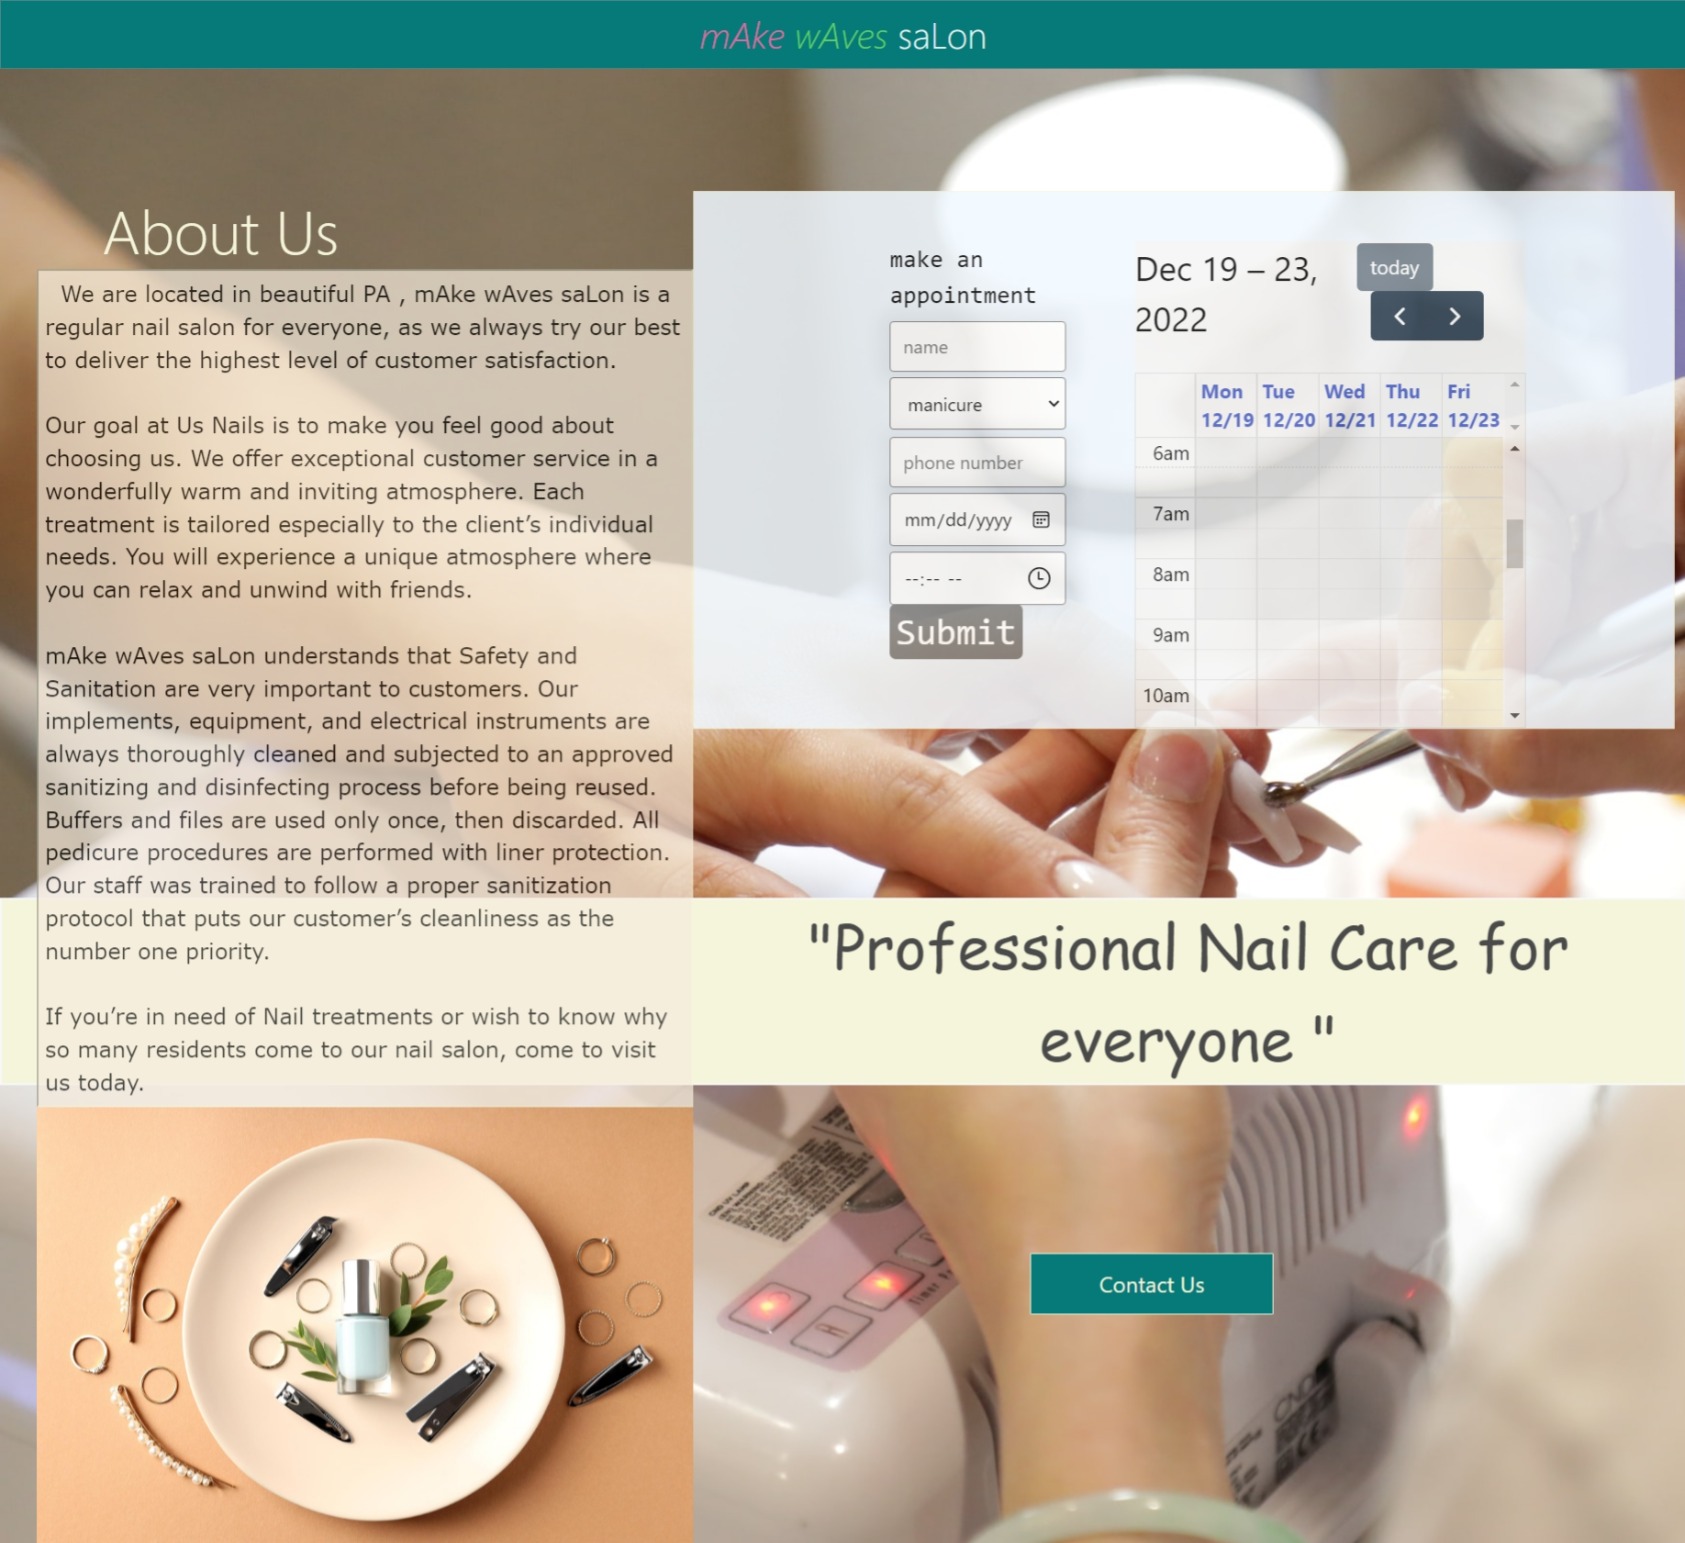 mAke wAves saLon
About Us
We are located in beautiful PA , mAke wAves saLon is a
regular nail salon for everyone, as we always try our best
to deliver the highest level of customer satisfaction.
Our goal at Us Nails is to make you feel good about
choosing us. We offer exceptional customer service in a
wonderfully warm and inviting atmosphere. Each
treatment is tailored especially to the client’s individual
needs. You will experience a unique atmosphere where
you can relax and unwind with friends.
mAke wAves saLon understands that Safety and
Sanitation are very important to customers. Our
implements, equipment, and electrical instruments are
always thoroughly cleaned and subjected to an approved
sanitizing and disinfecting process before being reused.
Buffers and files are used only once, then discarded. All
pedicure procedures are performed with liner protection.
Our staff was trained to follow a proper sanitization
protocol that puts our customer’s cleanliness as the
number one priority.
If you’re in need of Nail treatments or wish to know why
so many residents come to our nail salon, come to visit
us today.
make an
appointment
name
manicure
phone number
mm/dd/yyyy
--:-- --
Submit
Dec 19 – 23,
2022
today
Mon Tue Wed Thu Fri
12/19 12/20 12/21 12/22 12/23
6am
7am
8am
9am
10am
"Professional Nail Care for
everyone "
CND UV LAMP
Contact Us
CND